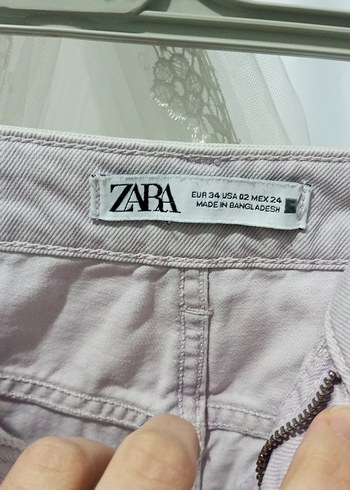 ZARA
EUR 34 USA 02 MEX 24
MADE IN BANGLADESH